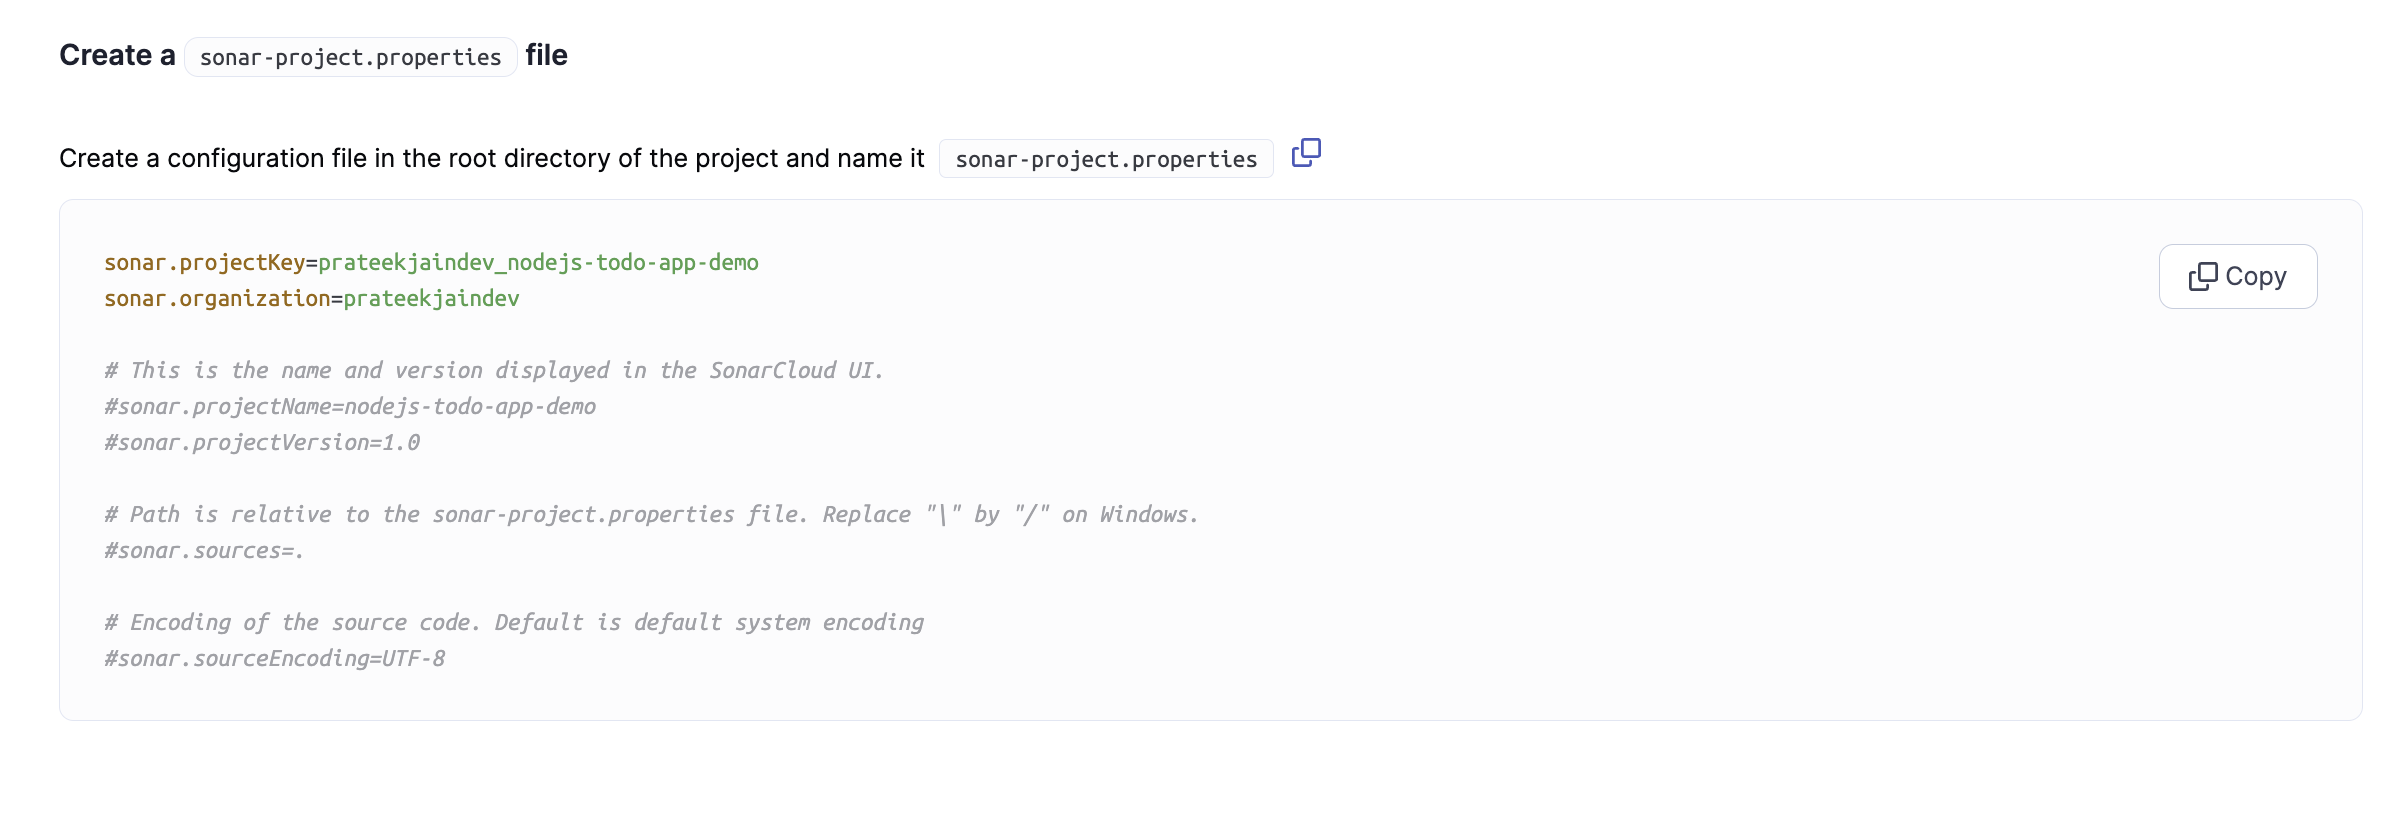 Create a sonar-project.properties file
Create a configuration file in the root directory of the project and name it sonar-project.properties
sonar.projectKey=prateekjaindev_nodejs-todo-app-demo
Copy
sonar.organization=prateekjaindev
# This is the name and version displayed in the SonarCloud UI.
#sonar.projectName=nodejs-todo-app-demo
#sonar.projectVersion=1.0
# Path is relative to the sonar-project.properties file. Replace "\" by "/" on Windows.
#sonar.sources=.
# Encoding of the source code. Default is default system encoding
#sonar.sourceEncoding=UTF-8